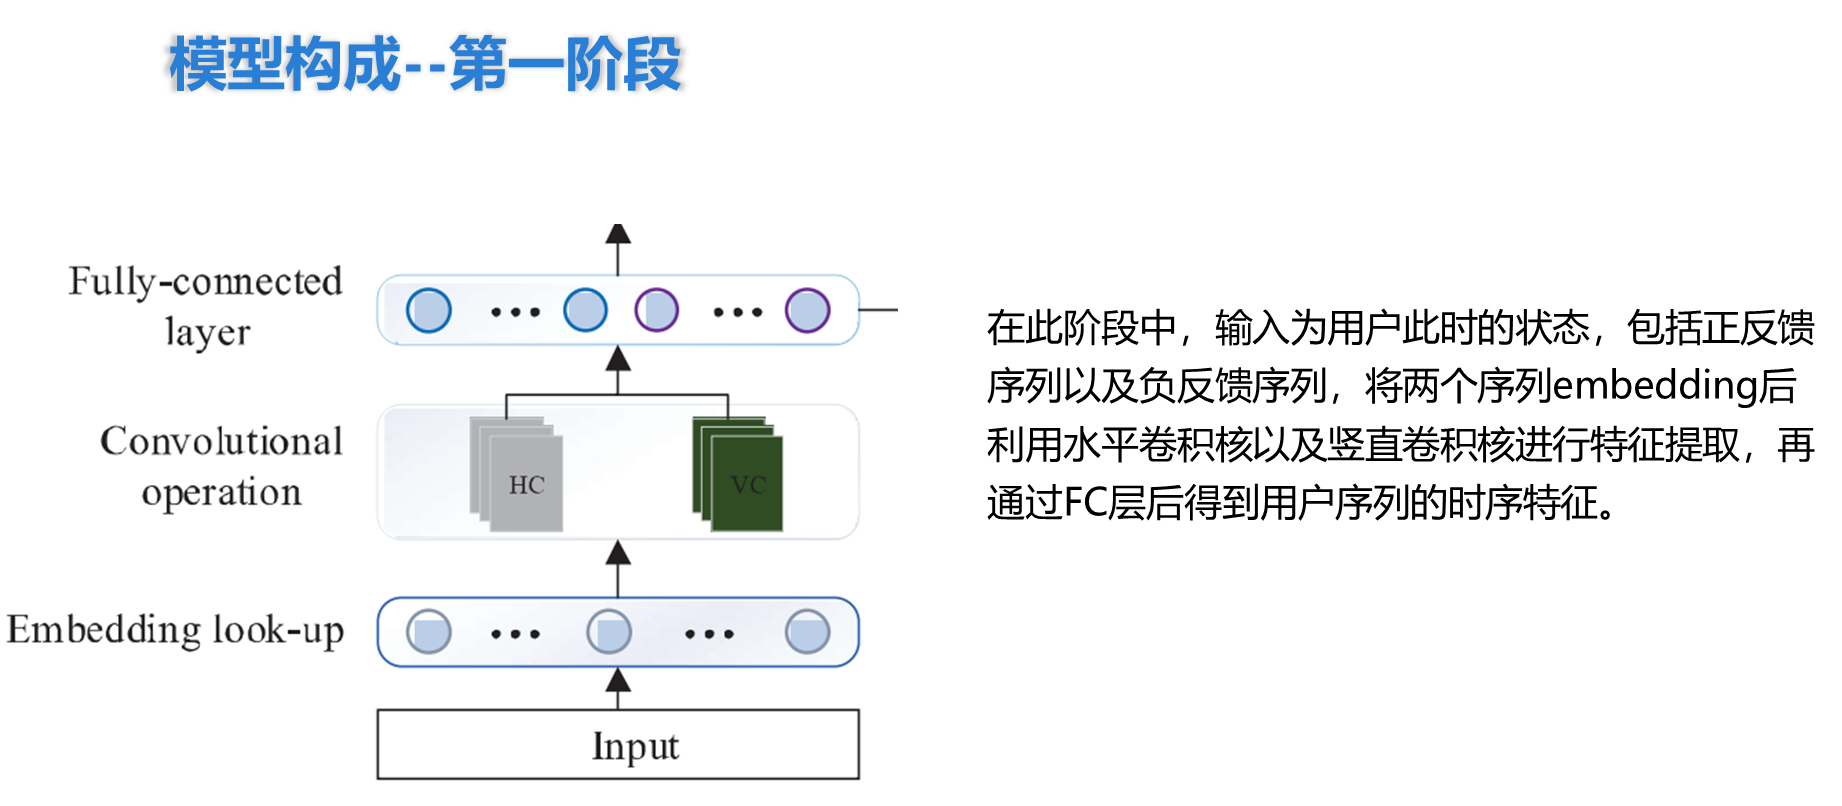 模型构成--第一阶段
Fully-connected
layer
Convolutional
operation
HC
VC
Embedding look-up
Input
在此阶段中，输入为用户此时的状态，包括正反馈
序列以及负反馈序列，将两个序列embedding后
利用水平卷积核以及竖直卷积核进行特征提取，再
通过FC层后得到用户序列的时序特征。